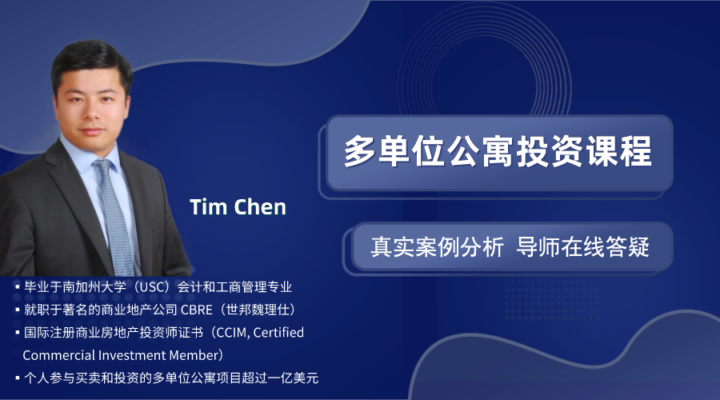 多单位公寓投资课程
Tim Chen
真实案例分析 导师在线答疑
▪ 毕业于南加州大学（USC）会计和工商管理专业
▪ 就职于著名的商业地产公司 CBRE（世邦魏理仕）
▪ 国际注册商业房地产投资师证书（CCIM, Certified
Commercial Investment Member）
▪ 个人参与买卖和投资的多单位公寓项目超过一亿美元